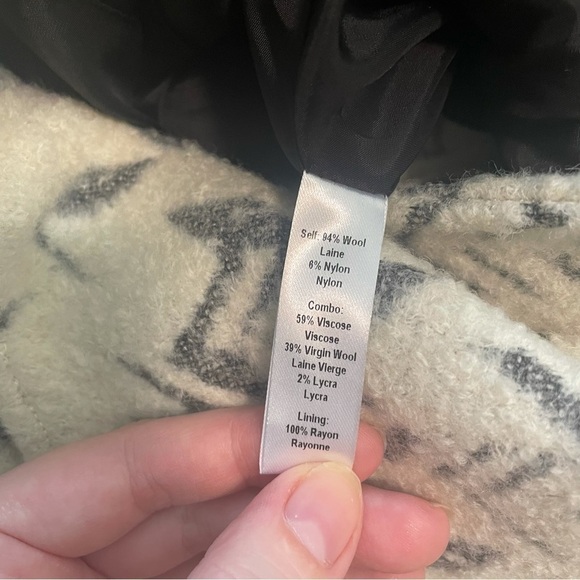 Self: 94% Wool
Laine
6% Nylon
Nylon
Combo:
59% Viscose
Viscose
39% Virgin Wool
Laine Vierge
2% Lycra
Lycra
Lining:
100% Rayon
Rayonne